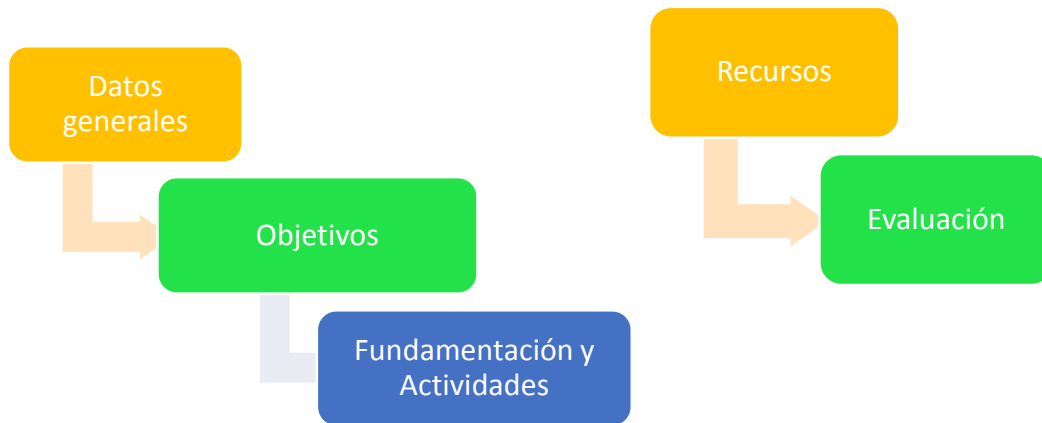 Datos
generales
Objetivos
Fundamentación y
Actividades
Recursos
Evaluación